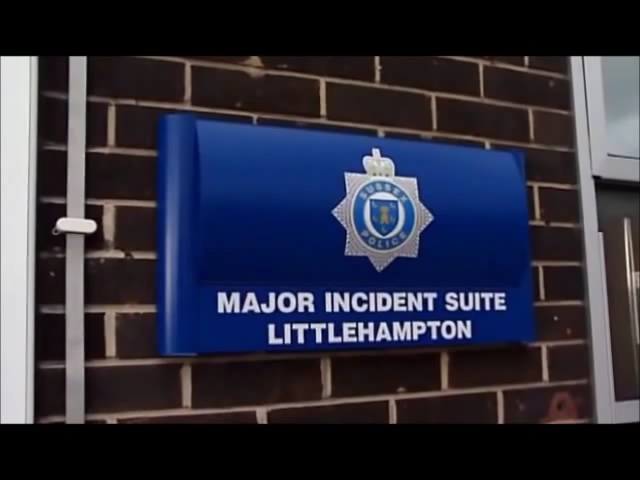 SUSSEX
POLICE
MAJOR INCIDENT SUITE
LITTLEHAMPTON